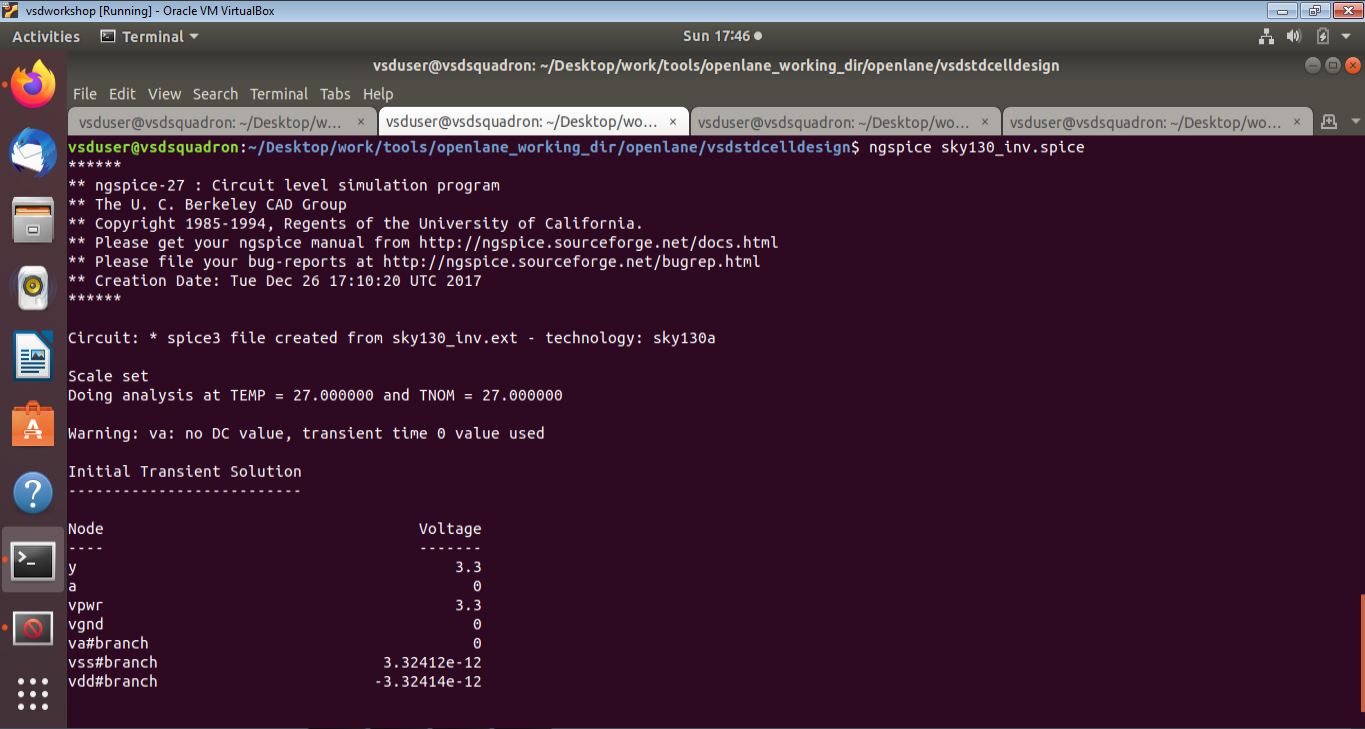 vsdworkshop [Running] - Oracle VM VirtualBox
Activities Terminal Sun 17:46
vsduser@vsdsquadron: ~/Desktop/work/tools/openlane_working_dir/openlane/vsdstdcelldesign
File Edit View Search Terminal Tabs Help
vsduser@vsdsquadron: ~/Desktop/w... × vsduser@vsdsquadron: ~/Desktop/wo... × vsduser@vsdsquadron: ~/Desktop/wo... × vsduser@vsdsquadron: ~/Desktop/wo... ×
vsduser@vsdsquadron:~/Desktop/work/tools/openlane_working_dir/openlane/vsdstdcelldesign$ ngspice sky130_inv.spice
******
** ngspice-27 : Circuit level simulation program
** The U. C. Berkeley CAD Group
** Copyright 1985-1994, Regents of the University of California.
** Please get your ngspice manual from http://ngspice.sourceforge.net/docs.html
** Please file your bug-reports at http://ngspice.sourceforge.net/bugrep.html
** Creation Date: Tue Dec 26 17:10:20 UTC 2017
******
Circuit: * spice3 file created from sky130_inv.ext - technology: sky130a
Scale set
Doing analysis at TEMP = 27.000000 and TNOM = 27.000000
Warning: va: no DC value, transient time 0 value used
Initial Transient Solution
--------------------------
Node Voltage
---- -------
y 3.3
a 0
vpwr 3.3
vgnd 0
va#branch 0
vss#branch 3.32412e-12
vdd#branch -3.32414e-12